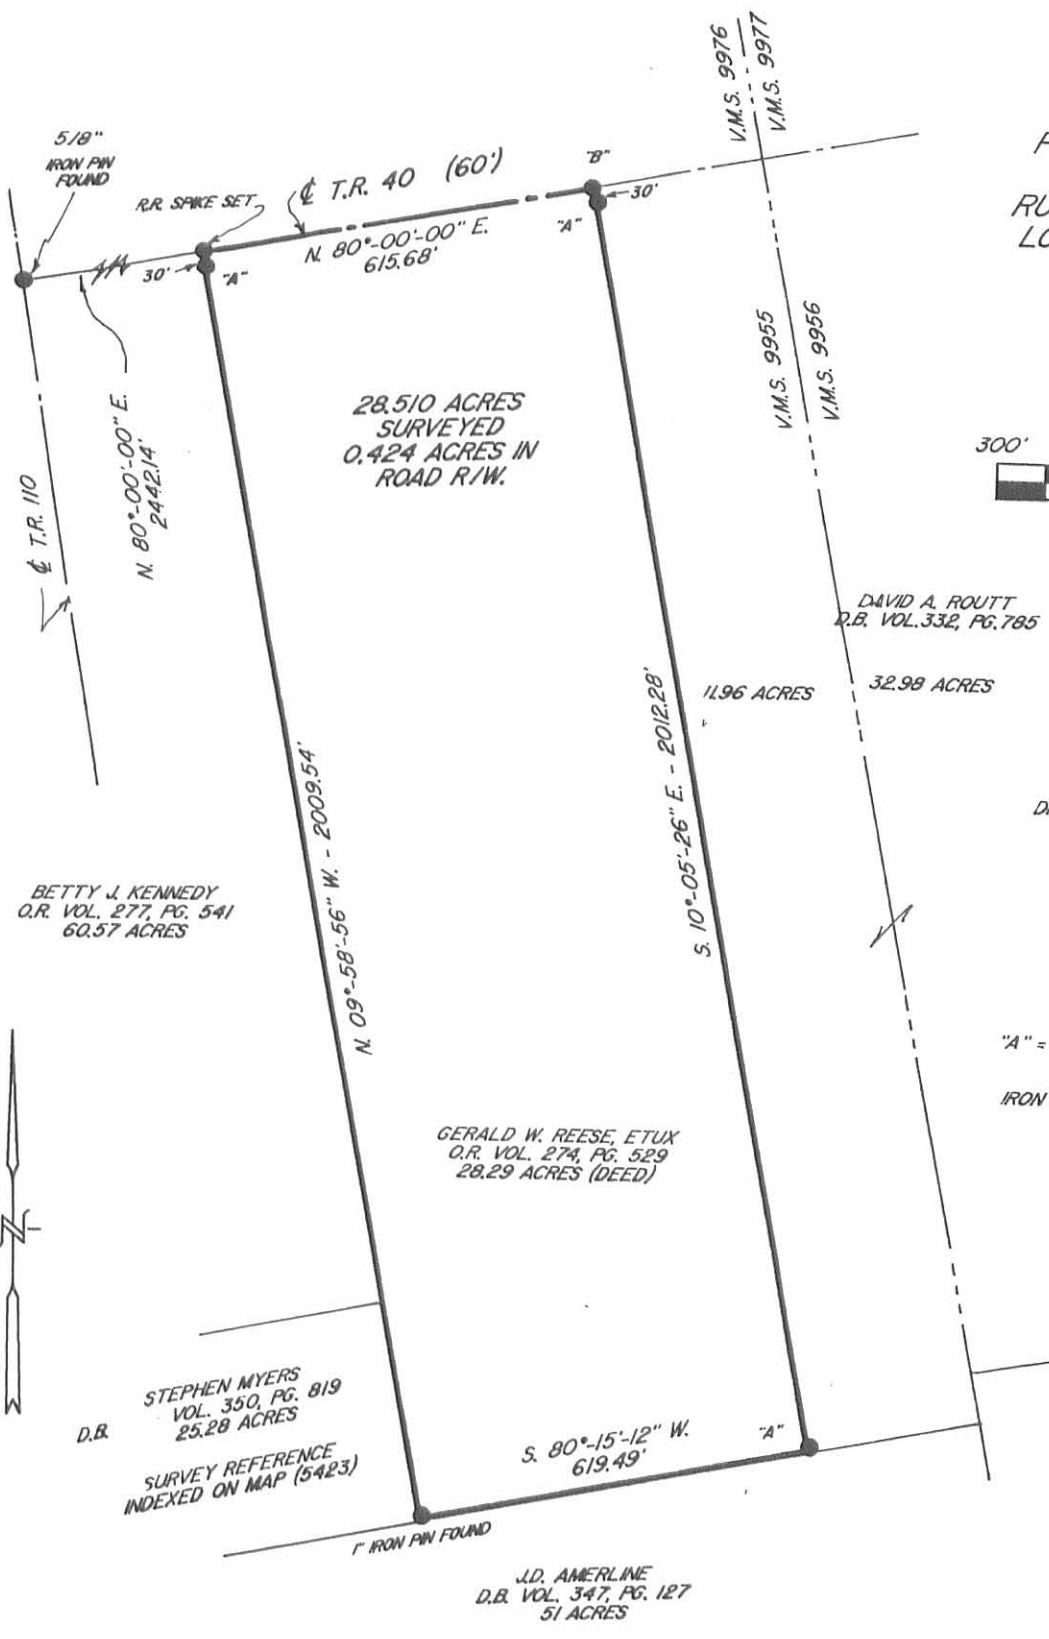 V.M.S. 9976
V.M.S. 9977
5/8"
IRON PIN
FOUND
R.R. SPIKE SET
℄ T.R. 40 (60')
"B"
30'
"A"
N. 80°-00'-00" E.
615.68'
30'
"A"
RU
LO
V.M.S. 9955
V.M.S. 9956
28.510 ACRES
SURVEYED
0.424 ACRES IN
ROAD R/W.
300'
N. 80°-00'-00" E.
2442.14'
℄ T.R. 110
DAVID A. ROUTT
D.B. VOL.332, PG.785
11.96 ACRES
32.98 ACRES
N. 09°-58'-56" W. - 2009.54'
S. 10°-05'-26" E. - 2012.28'
BETTY J. KENNEDY
O.R. VOL. 277, PG. 541
60.57 ACRES
"A" =
IRON
GERALD W. REESE, ETUX
O.R. VOL. 274, PG. 529
28.29 ACRES (DEED)
N
STEPHEN MYERS
D.B. VOL. 350, PG. 819
25.28 ACRES
SURVEY REFERENCE
INDEXED ON MAP (5423)
S. 80°-15'-12" W.
619.49'
"A"
1" IRON PIN FOUND
J.D. AMERLINE
D.B. VOL. 347, PG. 127
51 ACRES